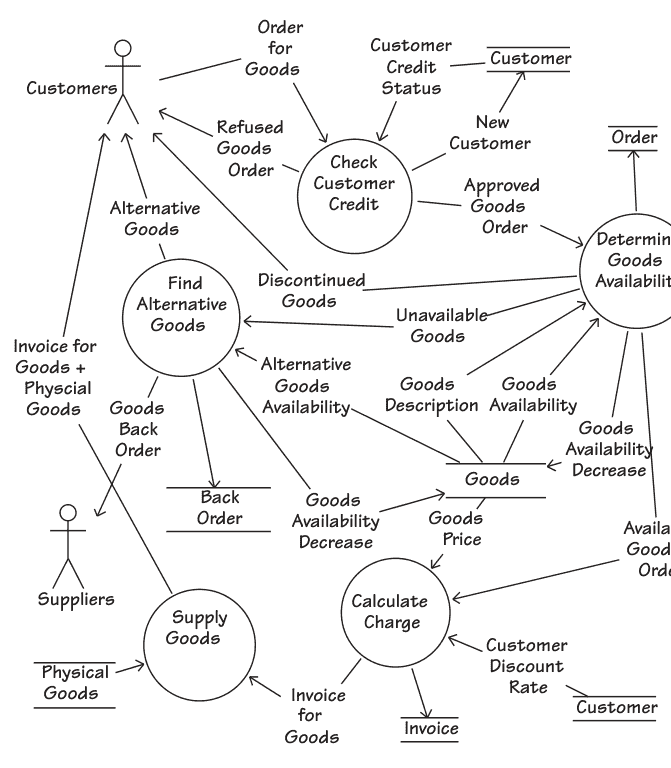 Order
for
Goods
Customer
Credit
Status
Customer
Customers
Refused
Goods
Order
New
Customer
Order
Check
Customer
Credit
Approved
Goods
Order
Alternative
Goods
Goods
Discontinued
Goods
Find
Alternative
Goods
Unavailable
Goods
Invoice for
Goods +
Physcial
Goods
Alternative
Goods
Availability
Goods
Description
Goods
Availability
Goods
Back
Order
Goods
Availability
Decrease
Goods
Back
Order
Goods
Availability
Decrease
Goods
Price
Suppliers
Calculate
Charge
Supply
Goods
Customer
Discount
Rate
Physical
Goods
Invoice
for
Goods
Customer
Invoice